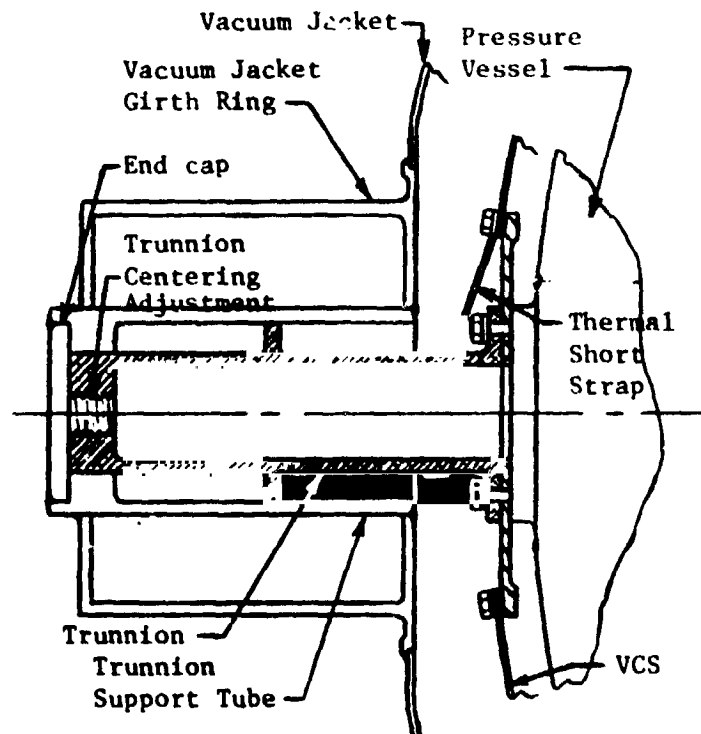 Vacuum Jacket
Pressure
Vessel
Vacuum Jacket
Girth Ring
End cap
Trunnion
Centering
Adjustment
Thermal
Short
Strap
Trunnion
Trunnion
Support Tube
VCS